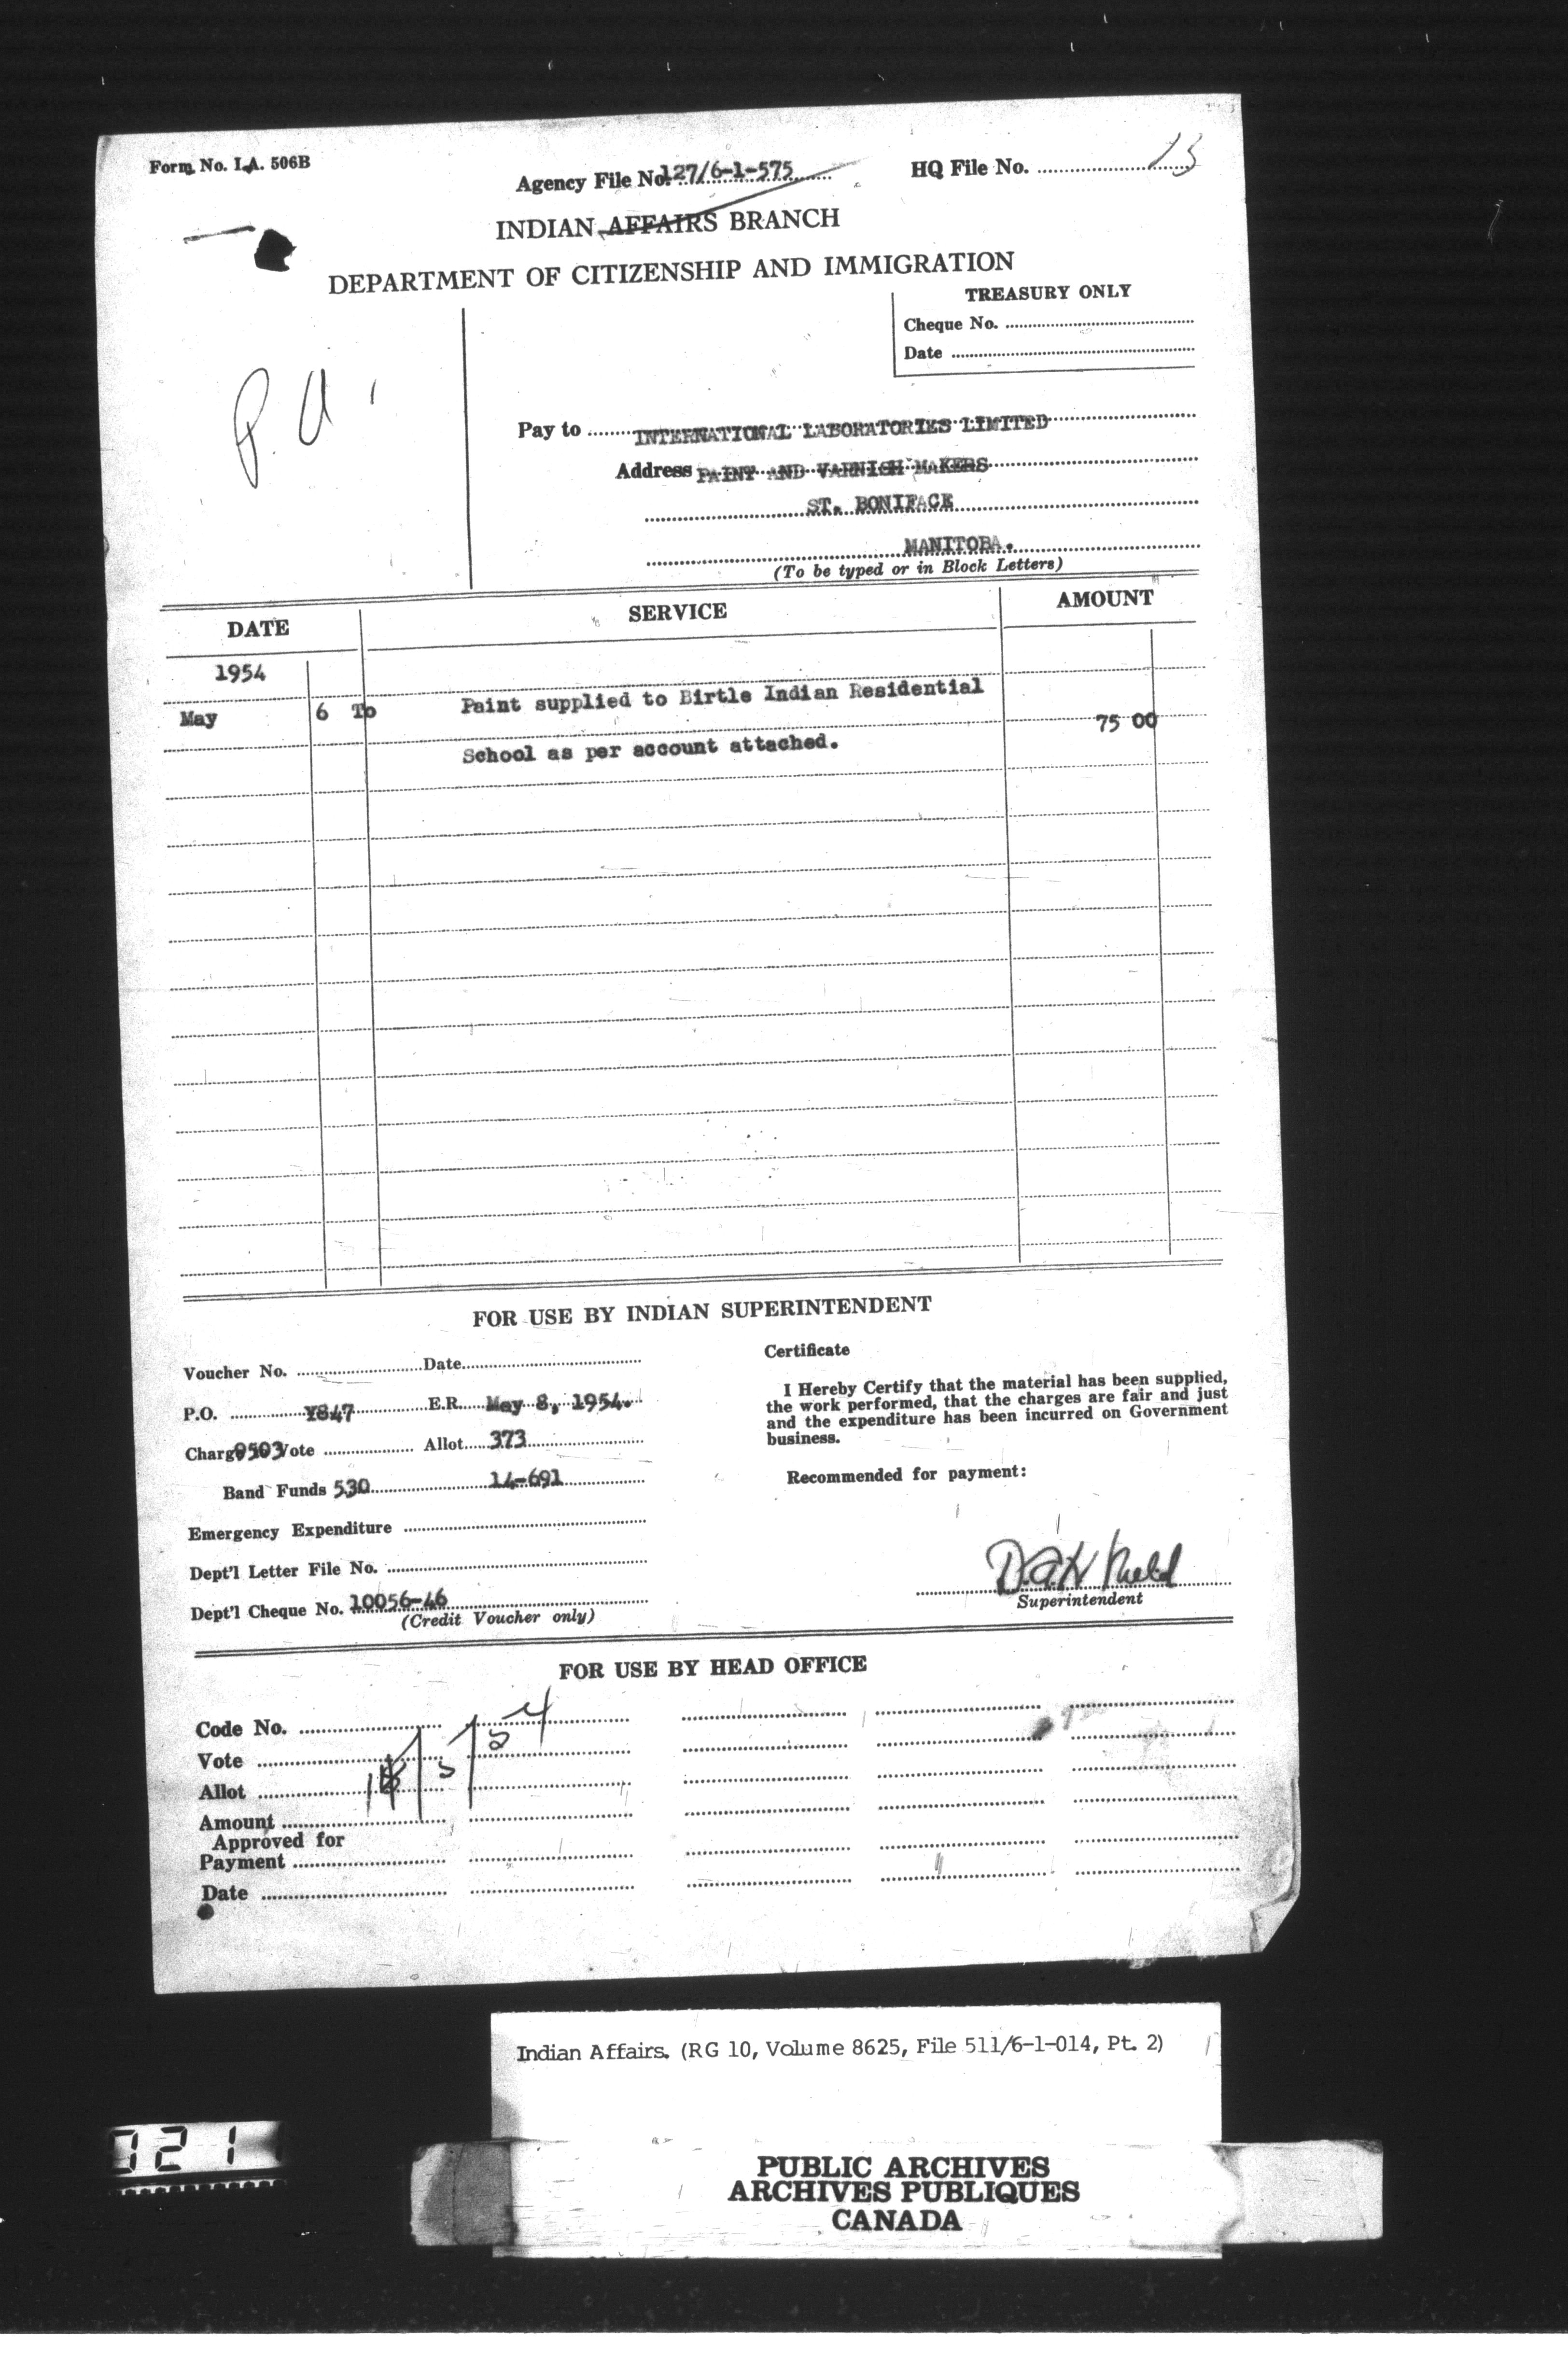 Form No. I.A. 506B
Agency File No. 127/6-1-575
HQ File No. 13
INDIAN AFFAIRS BRANCH
DEPARTMENT OF CITIZENSHIP AND IMMIGRATION
TREASURY ONLY
Cheque No.
Date
P.A.
Pay to INTERNATIONAL LABORATORIES LIMITED
Address PAINT AND VARNISH MAKERS
ST. BONIFACE
MANITOBA.
(To be typed or in Block Letters)
DATE SERVICE AMOUNT
1954
May 6 To Paint supplied to Birtle Indian Residential
School as per account attached. 75 00
FOR USE BY INDIAN SUPERINTENDENT
Voucher No. Date
P.O. Y847 E.R. May 8, 1954.
Charge 9503 Vote Allot 373
Band Funds 530 14-691
Emergency Expenditure
Dept'l Letter File No.
Dept'l Cheque No. 10056-46
(Credit Voucher only)
Certificate
I Hereby Certify that the material has been supplied,
the work performed, that the charges are fair and just
and the expenditure has been incurred on Government
business.
Recommended for payment:
Superintendent
FOR USE BY HEAD OFFICE
Code No.
Vote
Allot
Amount
Approved for
Payment
Date
Indian Affairs. (RG 10, Volume 8625, File 511/6-1-014, Pt. 2)
PUBLIC ARCHIVES
ARCHIVES PUBLIQUES
CANADA